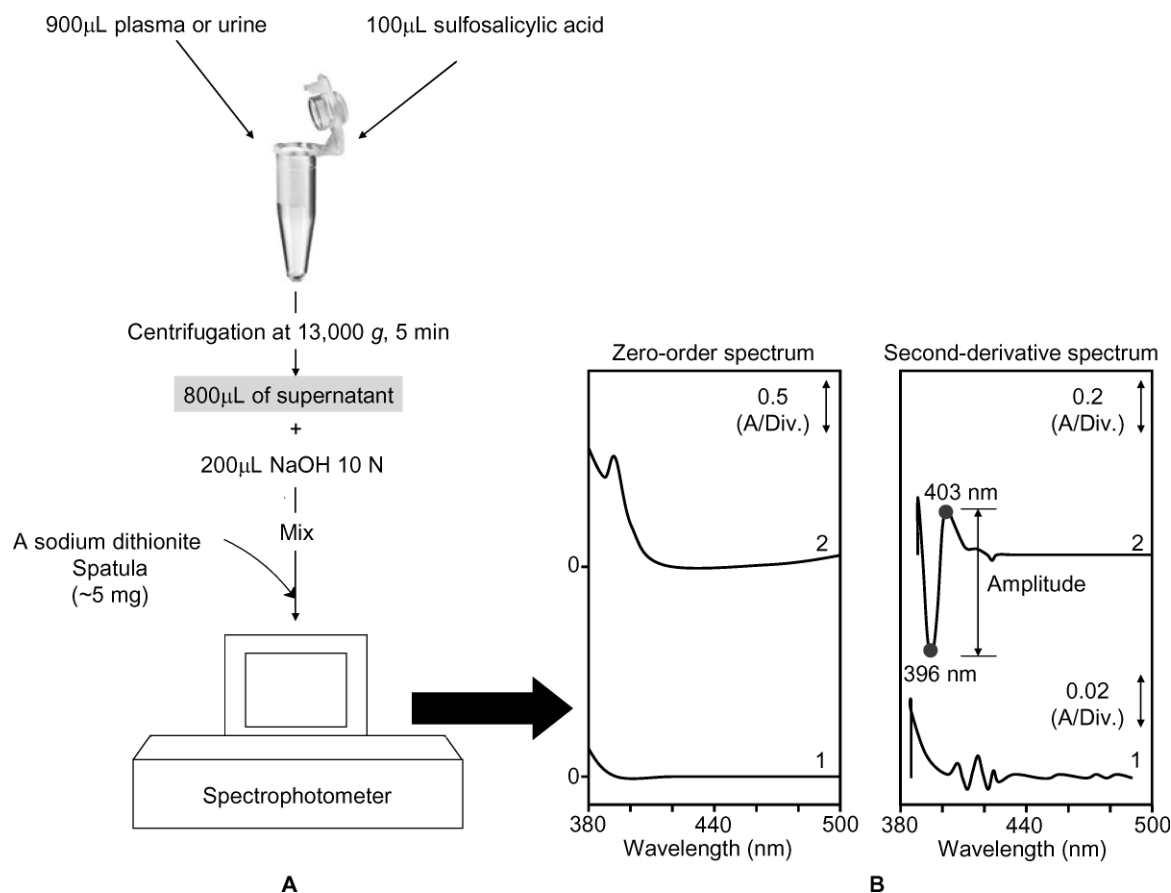 900μL plasma or urine
100μL sulfosalicylic acid
Centrifugation at 13,000 g, 5 min
800μL of supernatant
+
200μL NaOH 10 N
Mix
A sodium dithionite
Spatula
(~5 mg)
Spectrophotometer
A
Zero-order spectrum
0.5
(A/Div.)
2
0
1
0
380
440
500
Wavelength (nm)
Second-derivative spectrum
0.2
(A/Div.)
403 nm
2
Amplitude
396 nm
0.02
(A/Div.)
1
380
440
500
Wavelength (nm)
B